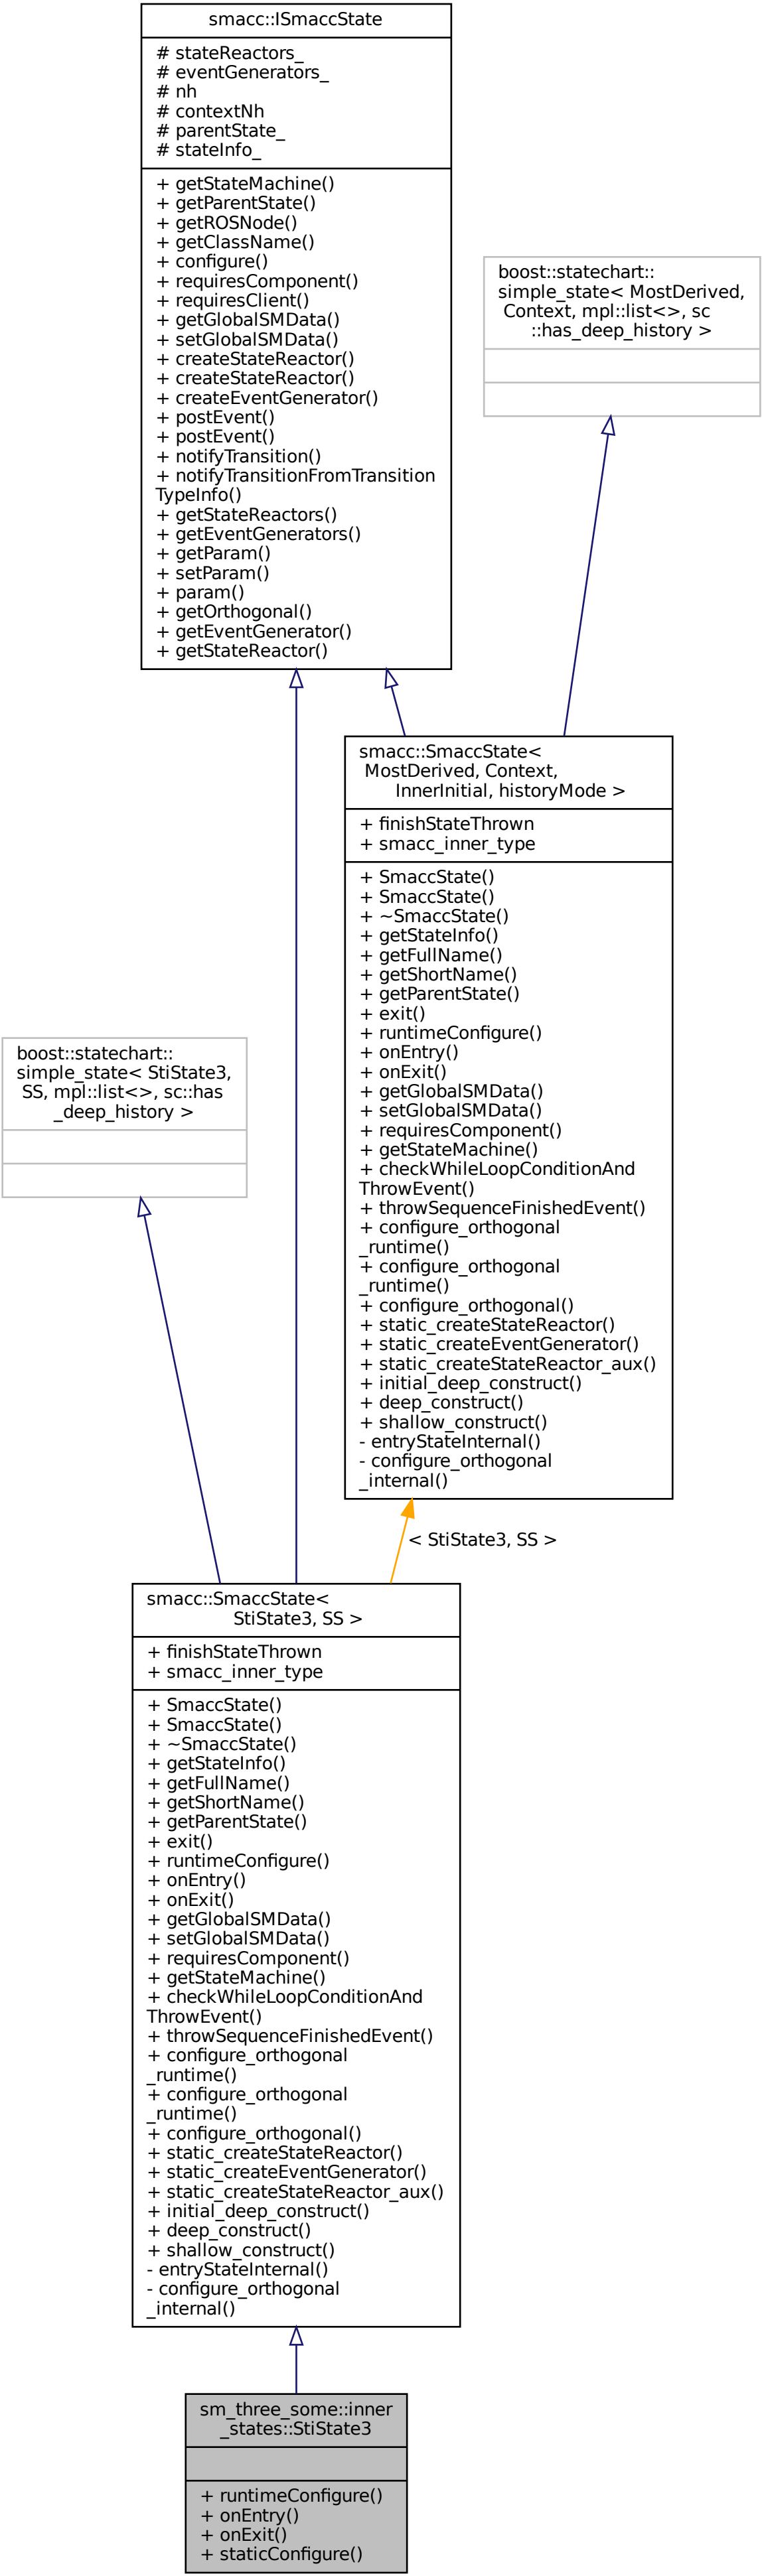 smacc::ISmaccState
# stateReactors_
# eventGenerators_
# nh
# contextNh
# parentState_
# stateInfo_
+ getStateMachine()
+ getParentState()
+ getROSNode()
+ getClassName()
+ configure()
+ requiresComponent()
+ requiresClient()
+ getGlobalSMData()
+ setGlobalSMData()
+ createStateReactor()
+ createStateReactor()
+ createEventGenerator()
+ postEvent()
+ postEvent()
+ notifyTransition()
+ notifyTransitionFromTransition
TypeInfo()
+ getStateReactors()
+ getEventGenerators()
+ getParam()
+ setParam()
+ param()
+ getOrthogonal()
+ getEventGenerator()
+ getStateReactor()
boost::statechart::
simple_state< MostDerived,
Context, mpl::list<>, sc
::has_deep_history >
smacc::SmaccState<
MostDerived, Context,
InnerInitial, historyMode >
+ finishStateThrown
+ smacc_inner_type
+ SmaccState()
+ SmaccState()
+ ~SmaccState()
+ getStateInfo()
+ getFullName()
+ getShortName()
+ getParentState()
+ exit()
+ runtimeConfigure()
+ onEntry()
+ onExit()
+ getGlobalSMData()
+ setGlobalSMData()
+ requiresComponent()
+ getStateMachine()
+ checkWhileLoopConditionAnd
ThrowEvent()
+ throwSequenceFinishedEvent()
+ configure_orthogonal
_runtime()
+ configure_orthogonal
_runtime()
+ configure_orthogonal()
+ static_createStateReactor()
+ static_createEventGenerator()
+ static_createStateReactor_aux()
+ initial_deep_construct()
+ deep_construct()
+ shallow_construct()
- entryStateInternal()
- configure_orthogonal
_internal()
boost::statechart::
simple_state< StiState3,
SS, mpl::list<>, sc::has
_deep_history >
< StiState3, SS >
smacc::SmaccState<
StiState3, SS >
+ finishStateThrown
+ smacc_inner_type
+ SmaccState()
+ SmaccState()
+ ~SmaccState()
+ getStateInfo()
+ getFullName()
+ getShortName()
+ getParentState()
+ exit()
+ runtimeConfigure()
+ onEntry()
+ onExit()
+ getGlobalSMData()
+ setGlobalSMData()
+ requiresComponent()
+ getStateMachine()
+ checkWhileLoopConditionAnd
ThrowEvent()
+ throwSequenceFinishedEvent()
+ configure_orthogonal
_runtime()
+ configure_orthogonal
_runtime()
+ configure_orthogonal()
+ static_createStateReactor()
+ static_createEventGenerator()
+ static_createStateReactor_aux()
+ initial_deep_construct()
+ deep_construct()
+ shallow_construct()
- entryStateInternal()
- configure_orthogonal
_internal()
sm_three_some::inner
_states::StiState3
+ runtimeConfigure()
+ onEntry()
+ onExit()
+ staticConfigure()